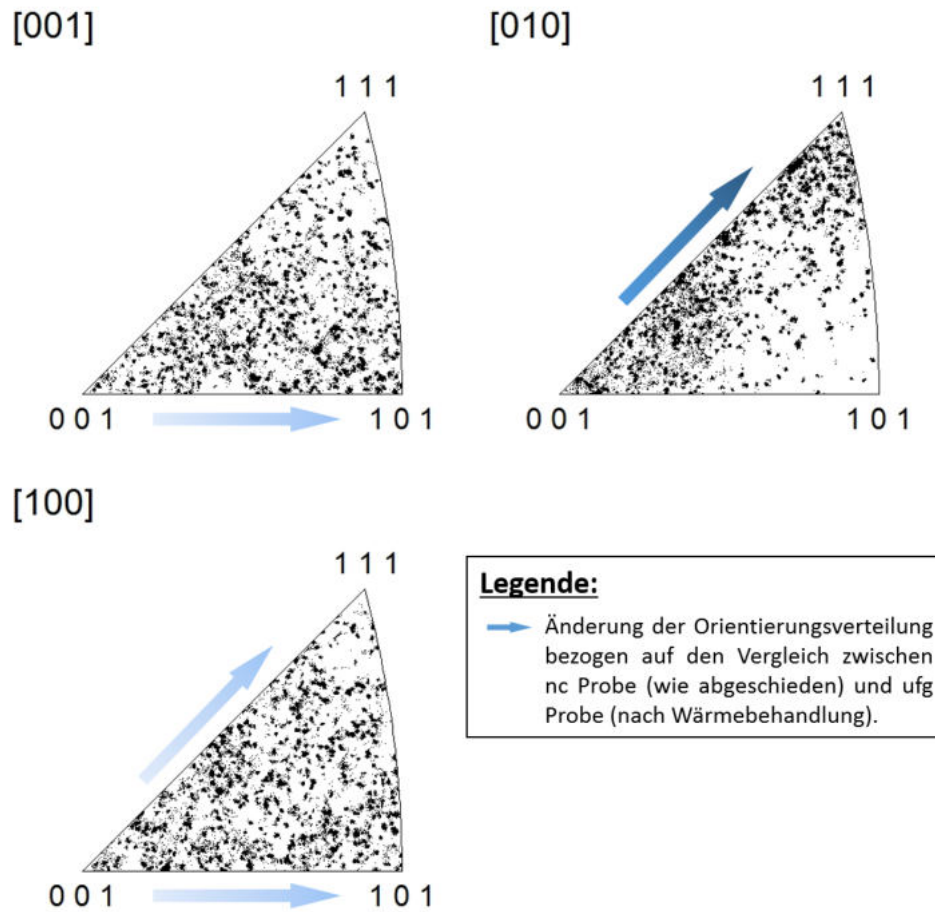 [001]
[010]
1 1 1
1 1 1
0 0 1
1 0 1
0 0 1
1 0 1
[100]
1 1 1
Legende:
Änderung der Orientierungsverteilung
bezogen auf den Vergleich zwischen
nc Probe (wie abgeschieden) und ufg
Probe (nach Wärmebehandlung).
0 0 1
1 0 1